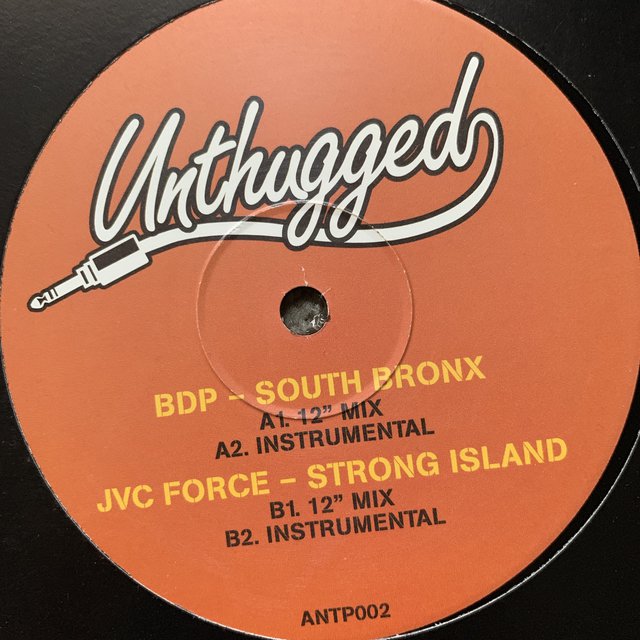 Unthugged
BDP – SOUTH BRONX
A1. 12” MIX
A2. INSTRUMENTAL
JVC FORCE – STRONG ISLAND
B1. 12” MIX
B2. INSTRUMENTAL
ANTP002